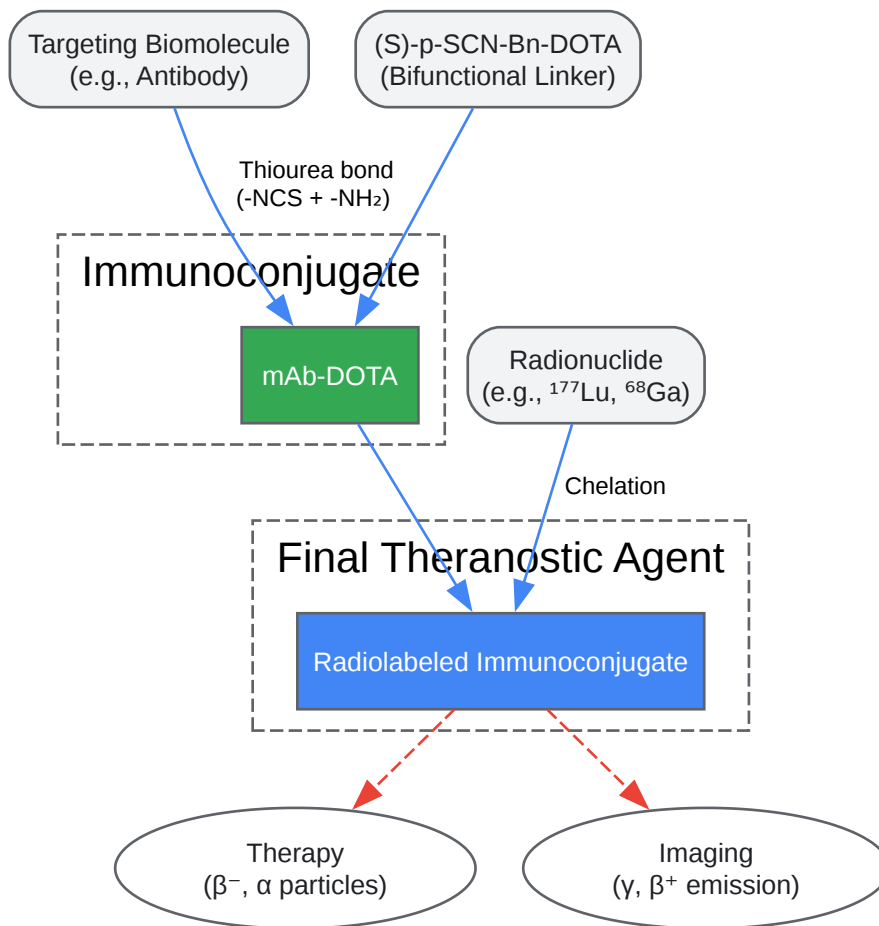 Targeting Biomolecule
(e.g., Antibody)
(S)-p-SCN-Bn-DOTA
(Bifunctional Linker)
Thiourea bond
(-NCS + -NH₂)
Immunoconjugate
mAb-DOTA
Radionuclide
(e.g., ¹⁷⁷Lu, ⁶⁸Ga)
Chelation
Final Theranostic Agent
Radiolabeled Immunoconjugate
Therapy
(β⁻, α particles)
Imaging
(γ, β⁺ emission)